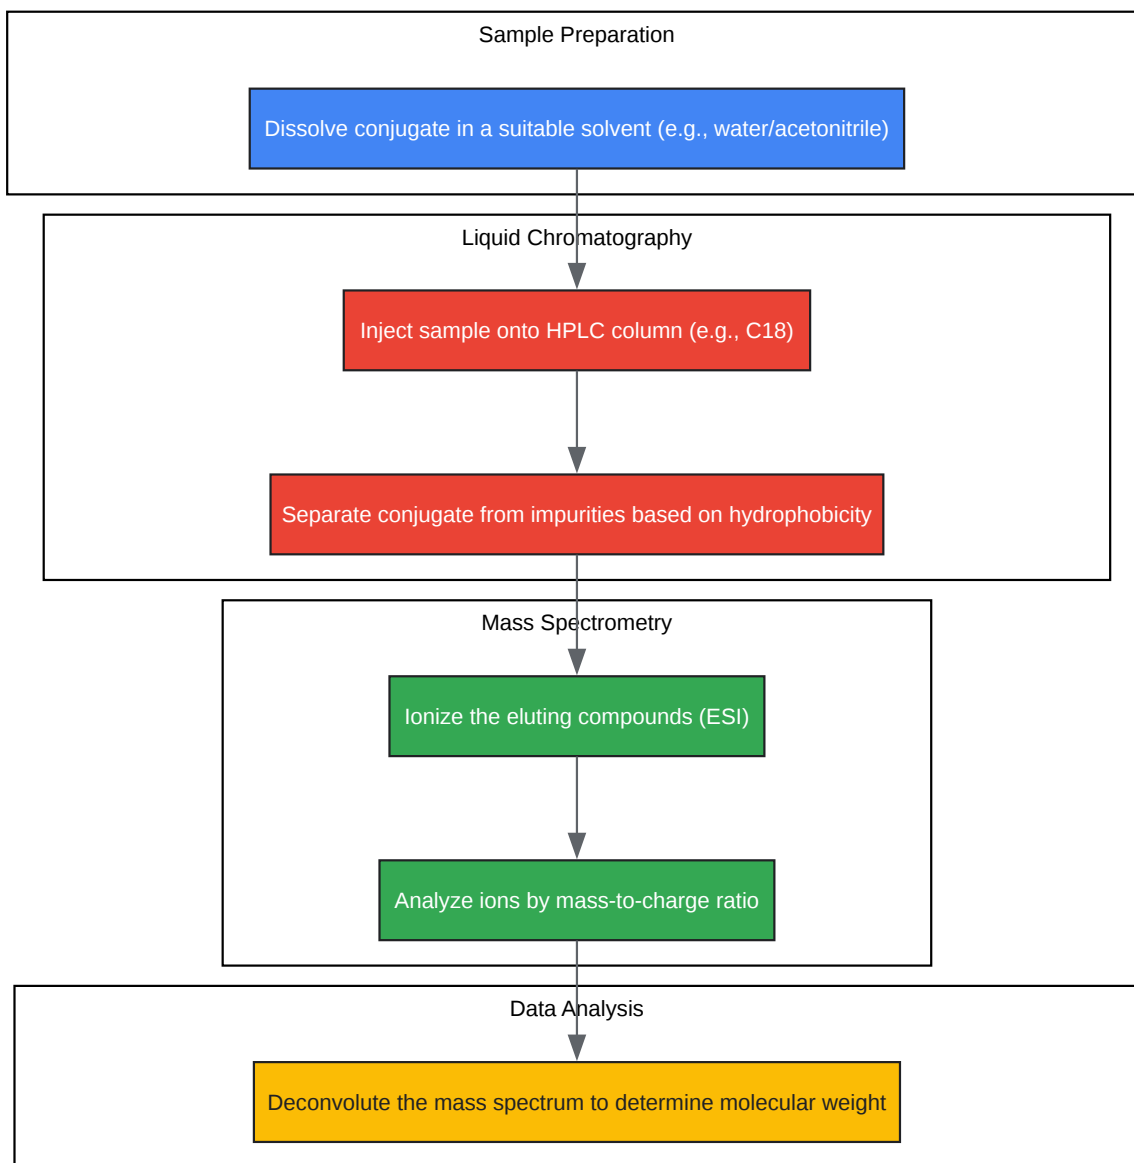 Sample Preparation
Dissolve conjugate in a suitable solvent (e.g., water/acetonitrile)
Liquid Chromatography
Inject sample onto HPLC column (e.g., C18)
Separate conjugate from impurities based on hydrophobicity
Mass Spectrometry
Ionize the eluting compounds (ESI)
Analyze ions by mass-to-charge ratio
Data Analysis
Deconvolute the mass spectrum to determine molecular weight